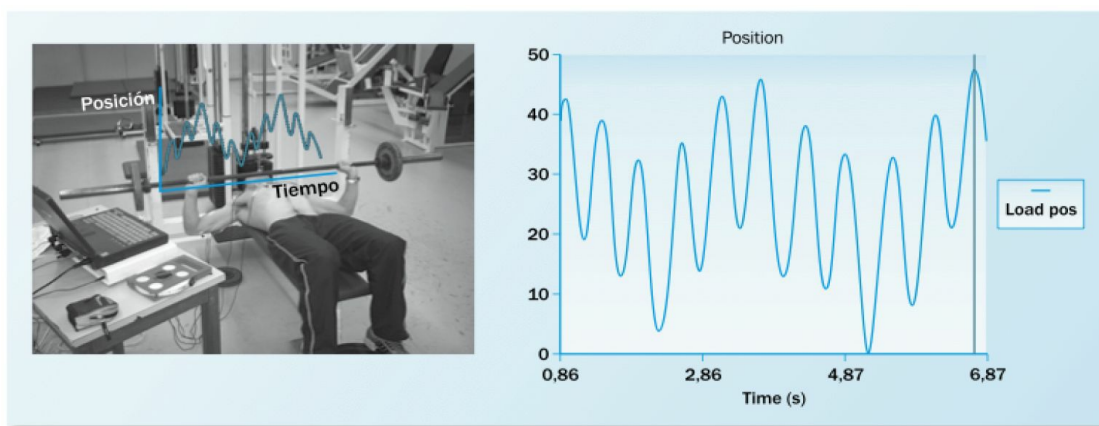 Posición
Tiempo
Position
50
40
30
20
10
0
0,86
2,86
4,87
6,87
Time (s)
Load pos